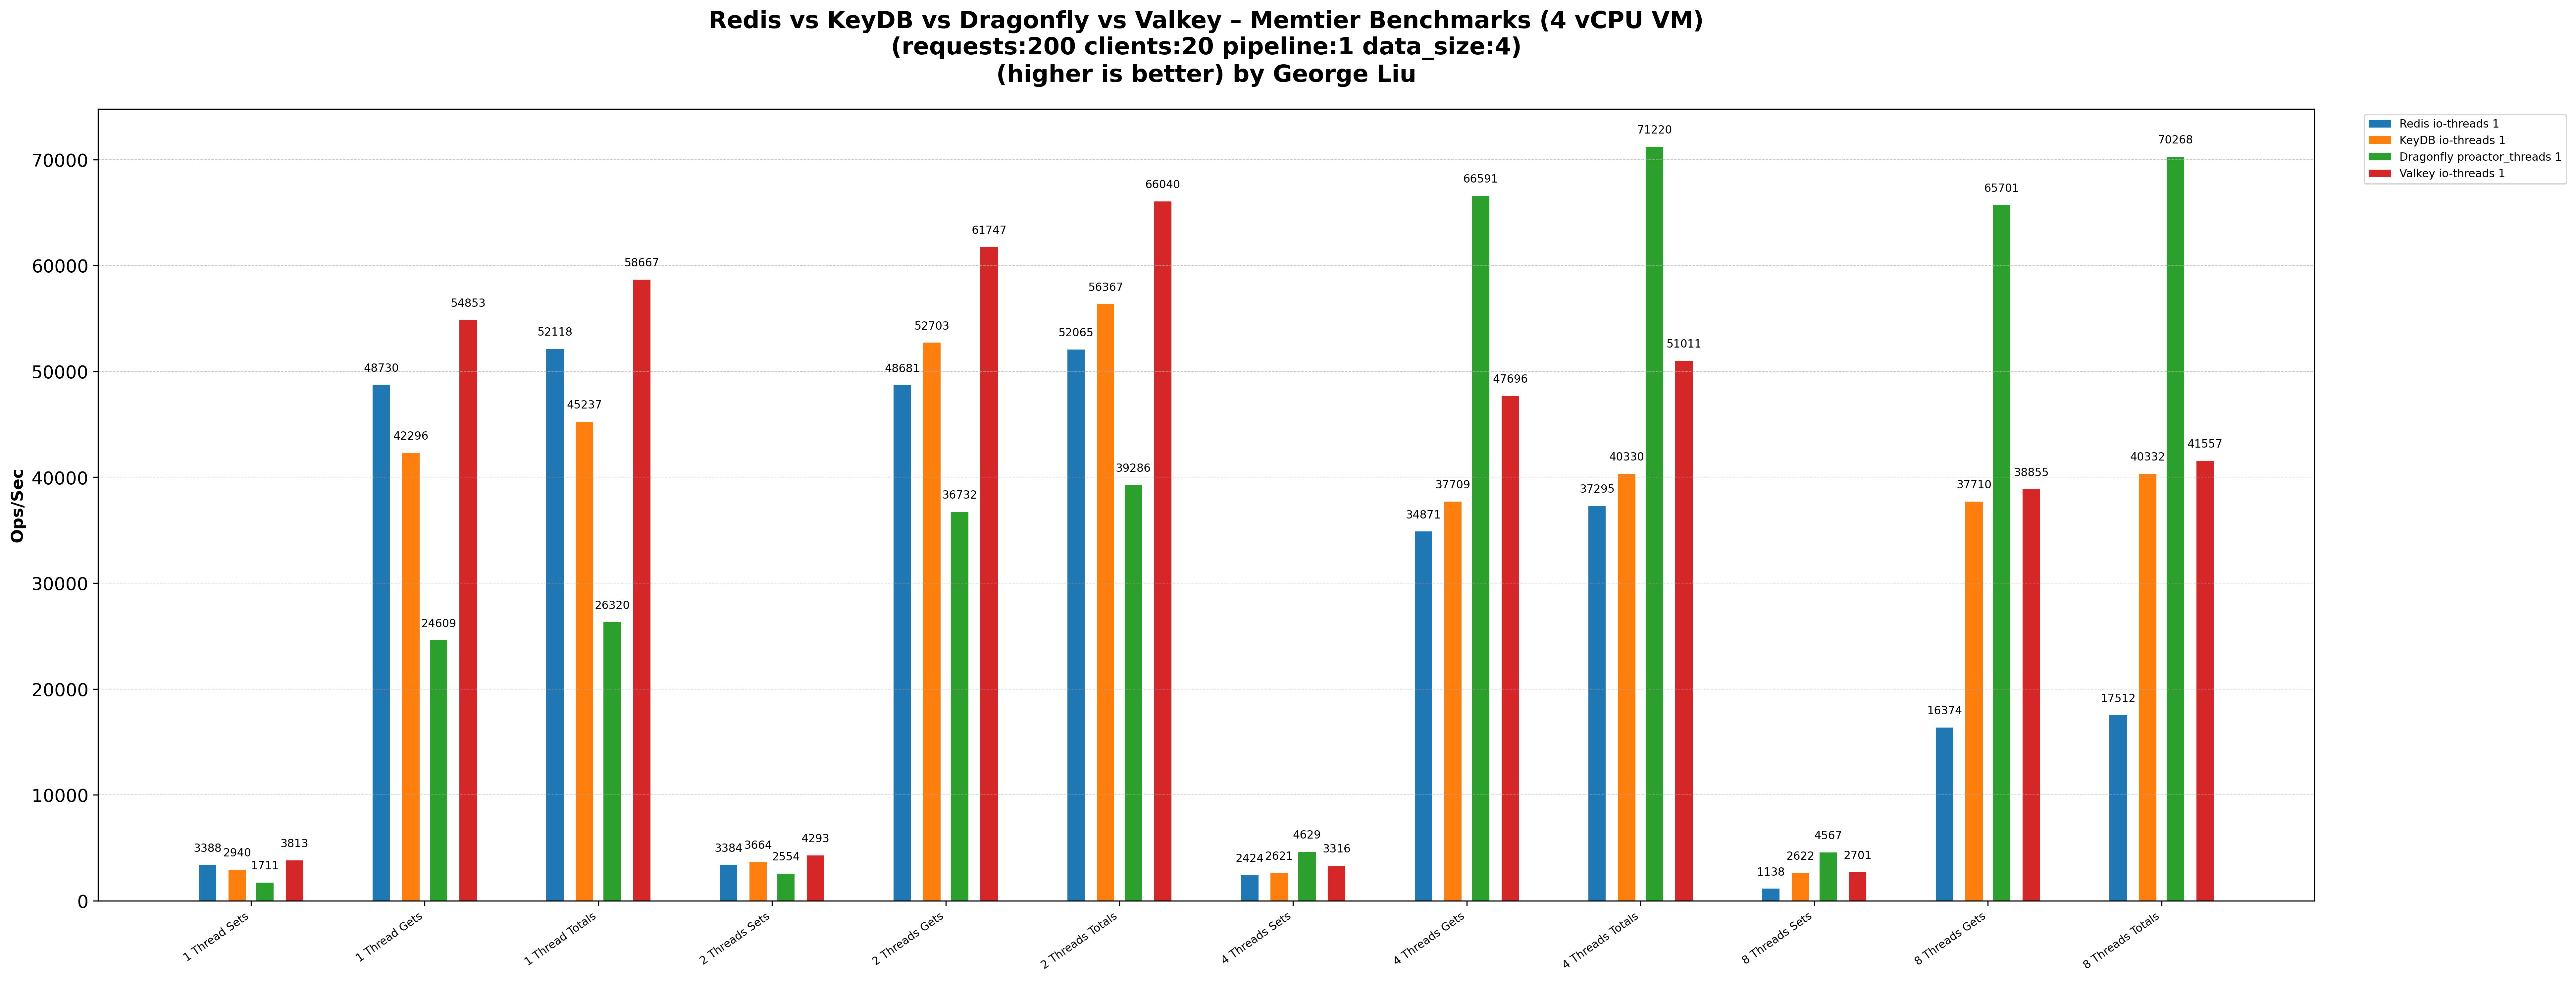 Redis vs KeyDB vs Dragonfly vs Valkey – Memtier Benchmarks (4 vCPU VM)
(requests:200 clients:20 pipeline:1 data_size:4)
(higher is better) by George Liu
Redis io-threads 1
KeyDB io-threads 1
Dragonfly proactor_threads 1
Valkey io-threads 1
Ops/Sec
70000
60000
50000
40000
30000
20000
10000
0
3388
2940
1711
3813
48730
42296
24609
54853
52118
45237
26320
58667
3384
3664
2554
4293
48681
52703
36732
61747
52065
56367
39286
66040
2424
2621
4629
3316
34871
37709
66591
47696
37295
40330
71220
51011
1138
2622
4567
2701
16374
37710
65701
38855
17512
40332
70268
41557
1 Thread Sets
1 Thread Gets
1 Thread Totals
2 Threads Sets
2 Threads Gets
2 Threads Totals
4 Threads Sets
4 Threads Gets
4 Threads Totals
8 Threads Sets
8 Threads Gets
8 Threads Totals